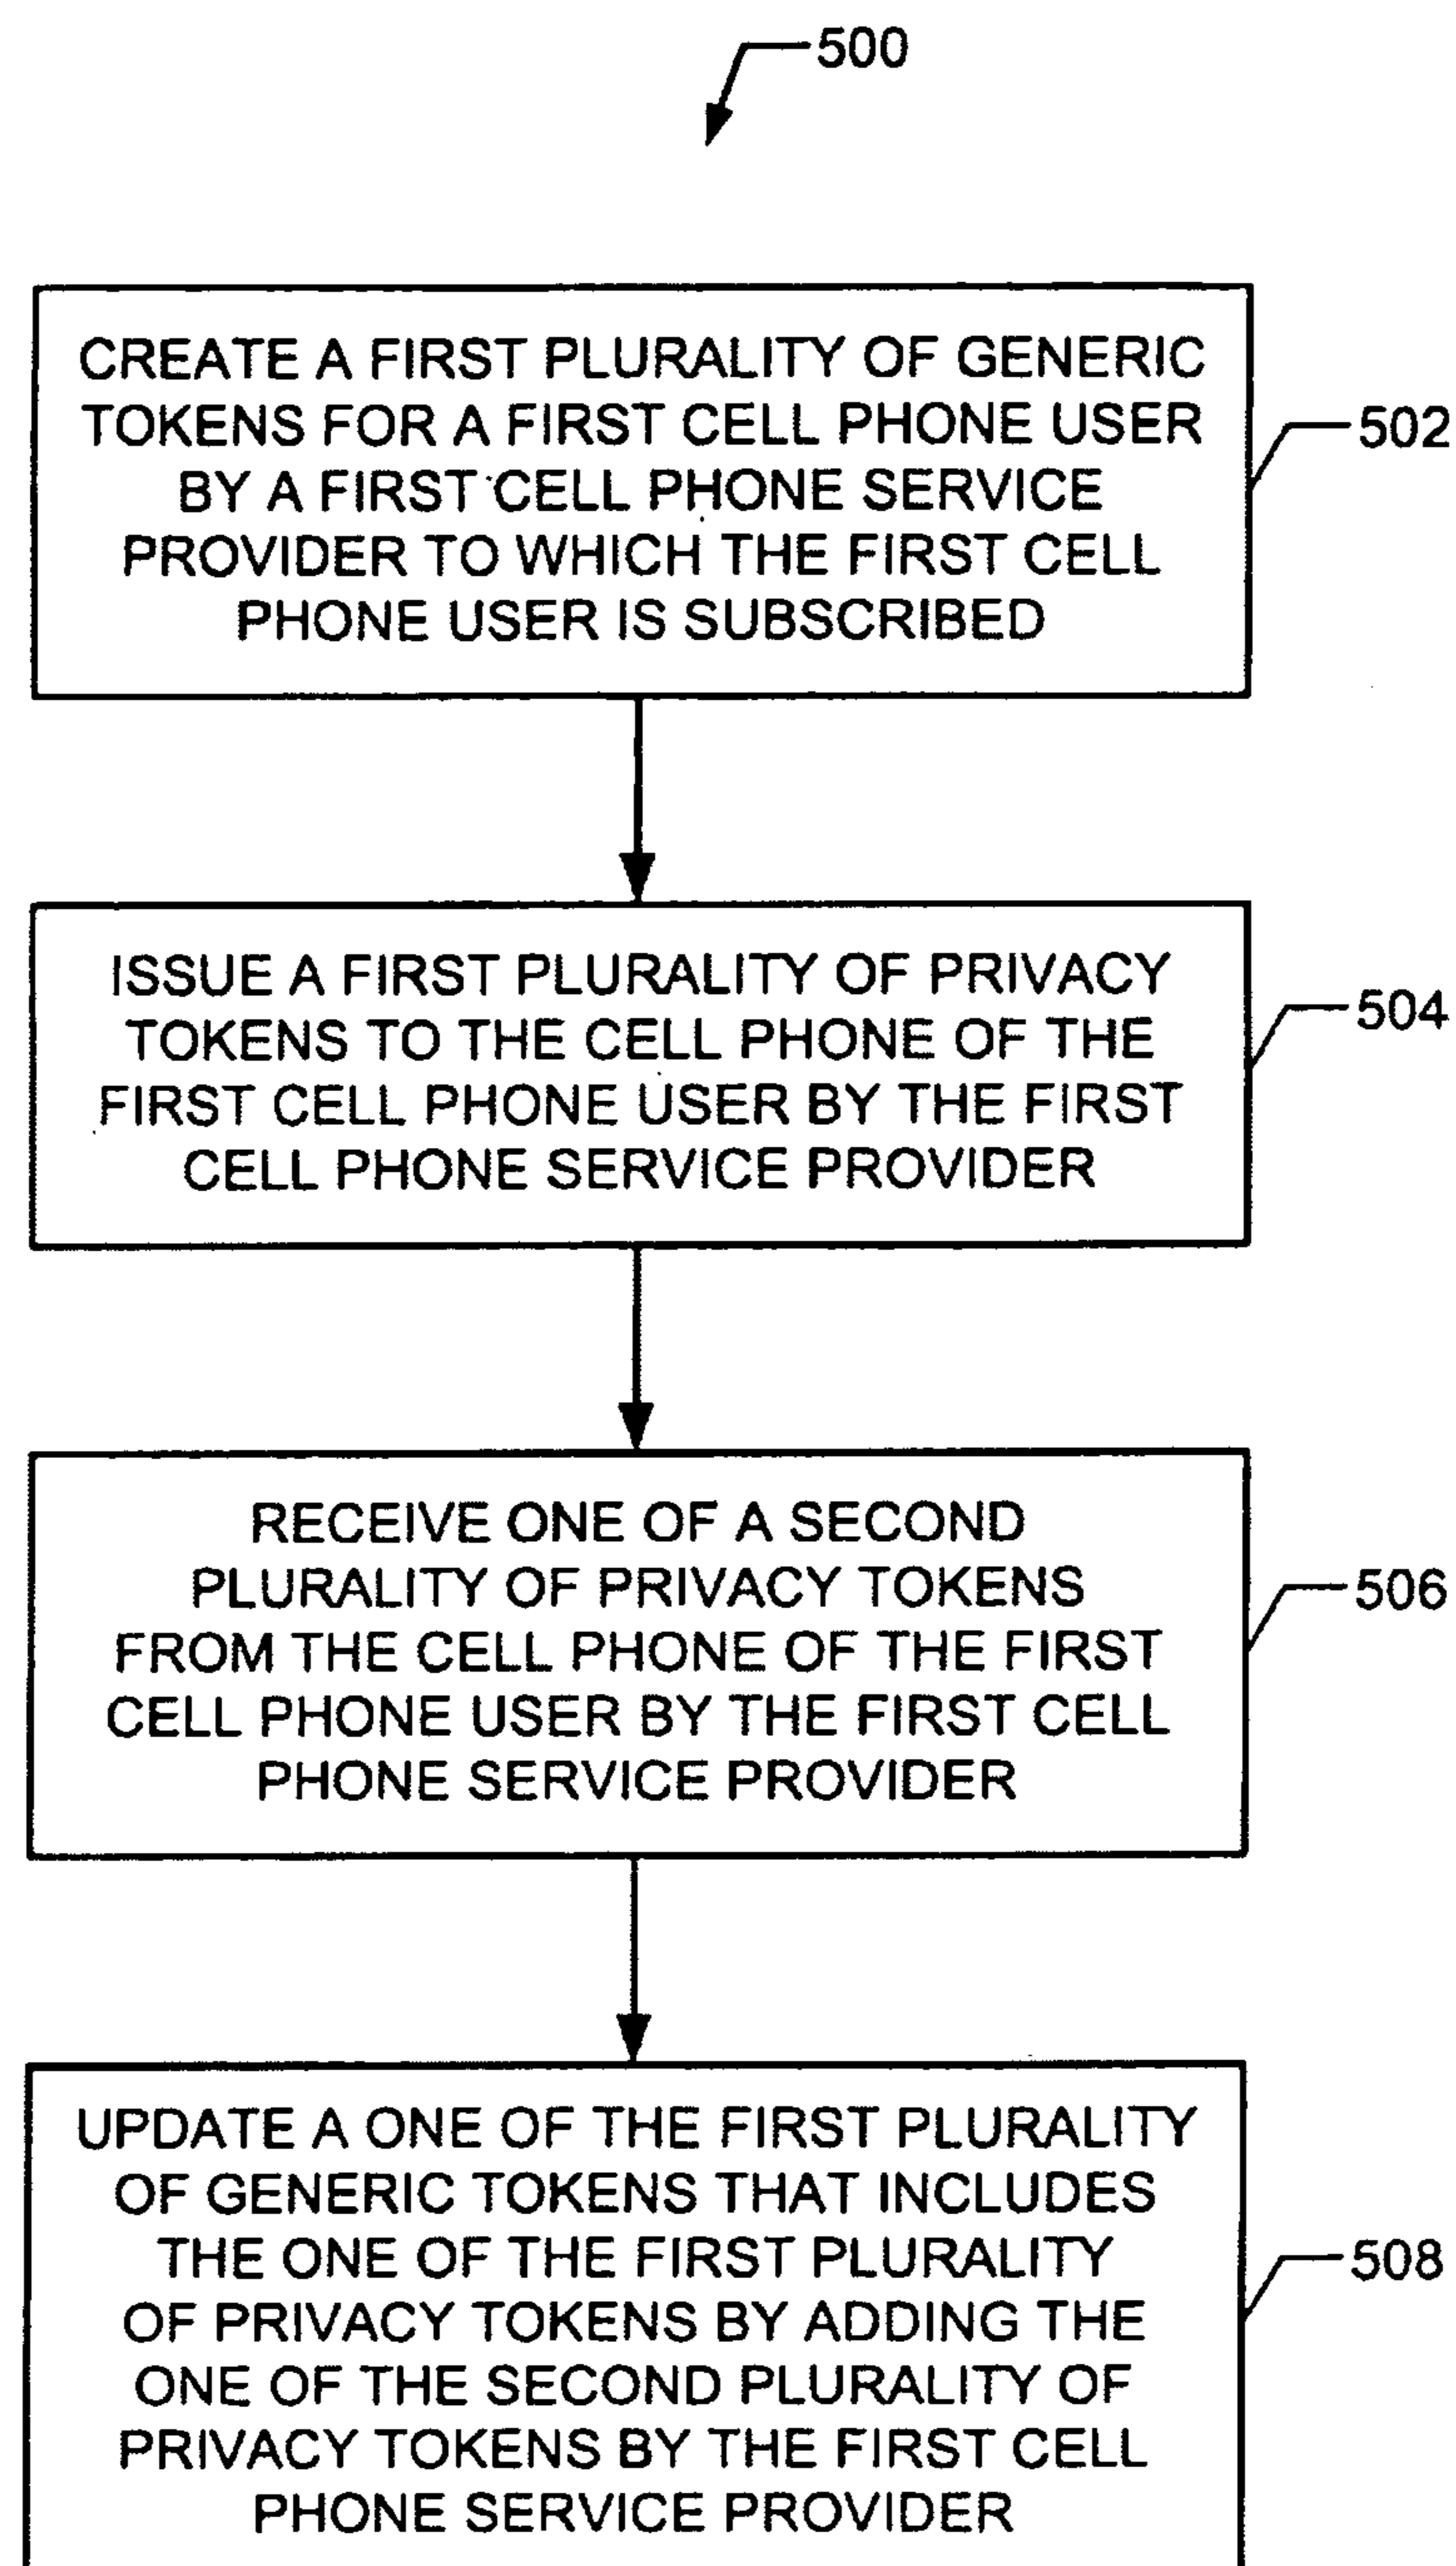 500
CREATE A FIRST PLURALITY OF GENERIC
TOKENS FOR A FIRST CELL PHONE USER
BY A FIRST CELL PHONE SERVICE
PROVIDER TO WHICH THE FIRST CELL
PHONE USER IS SUBSCRIBED
502
ISSUE A FIRST PLURALITY OF PRIVACY
TOKENS TO THE CELL PHONE OF THE
FIRST CELL PHONE USER BY THE FIRST
CELL PHONE SERVICE PROVIDER
504
RECEIVE ONE OF A SECOND
PLURALITY OF PRIVACY TOKENS
FROM THE CELL PHONE OF THE FIRST
CELL PHONE USER BY THE FIRST CELL
PHONE SERVICE PROVIDER
506
UPDATE A ONE OF THE FIRST PLURALITY
OF GENERIC TOKENS THAT INCLUDES
THE ONE OF THE FIRST PLURALITY
OF PRIVACY TOKENS BY ADDING THE
ONE OF THE SECOND PLURALITY OF
PRIVACY TOKENS BY THE FIRST CELL
PHONE SERVICE PROVIDER
508